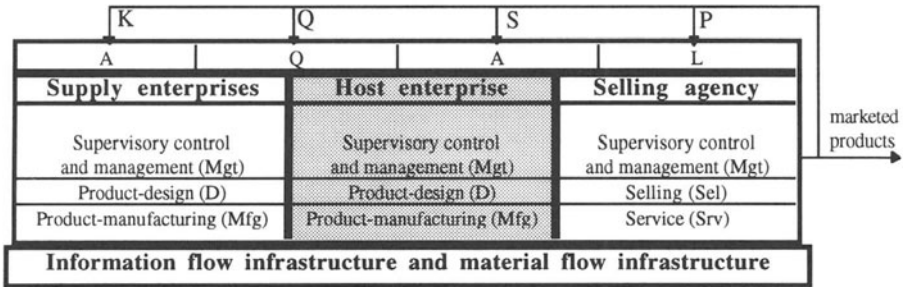 K Q S P
A Q A L
Supply enterprises Host enterprise Selling agency
marketed
products
Supervisory control Supervisory control Supervisory control
and management (Mgt) and management (Mgt) and management (Mgt)
Product-design (D) Product-design (D) Selling (Sel)
Product-manufacturing (Mfg) Product-manufacturing (Mfg) Service (Srv)
Information flow infrastructure and material flow infrastructure